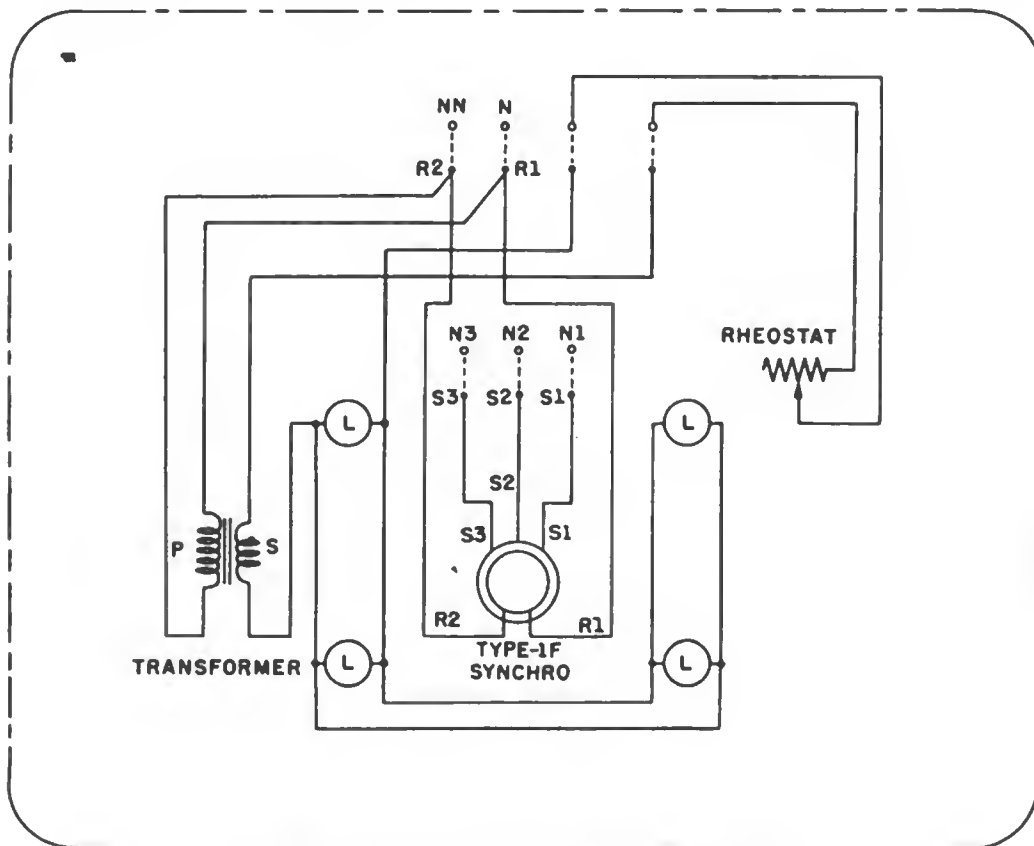 NN N
R2 R1
RHEOSTAT
N3 N2 N1
S3 S2 S1
L L
S2
S3 S1
P S
R2 R1
TYPE-1F
SYNCHRO
TRANSFORMER L L